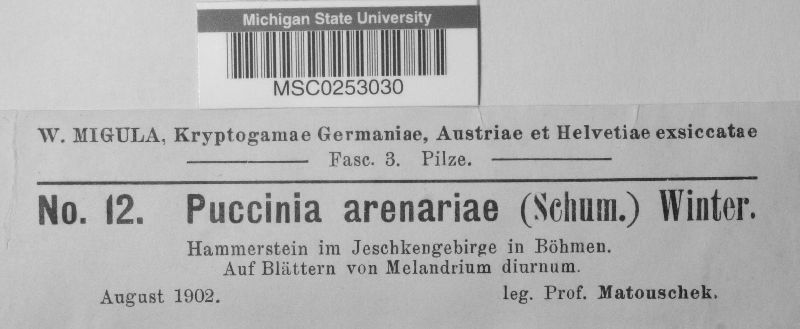 Michigan State University
MSC0253030
W. MIGULA, Kryptogamae Germaniae, Austriae et Helvetiae exsiccatae
Fasc. 3. Pilze.
No. 12. Puccinia arenariae (Schum.) Winter.
Hammerstein im Jeschkengebirge in Böhmen.
Auf Blättern von Melandrium diurnum.
August 1902. leg. Prof. Matouschek.